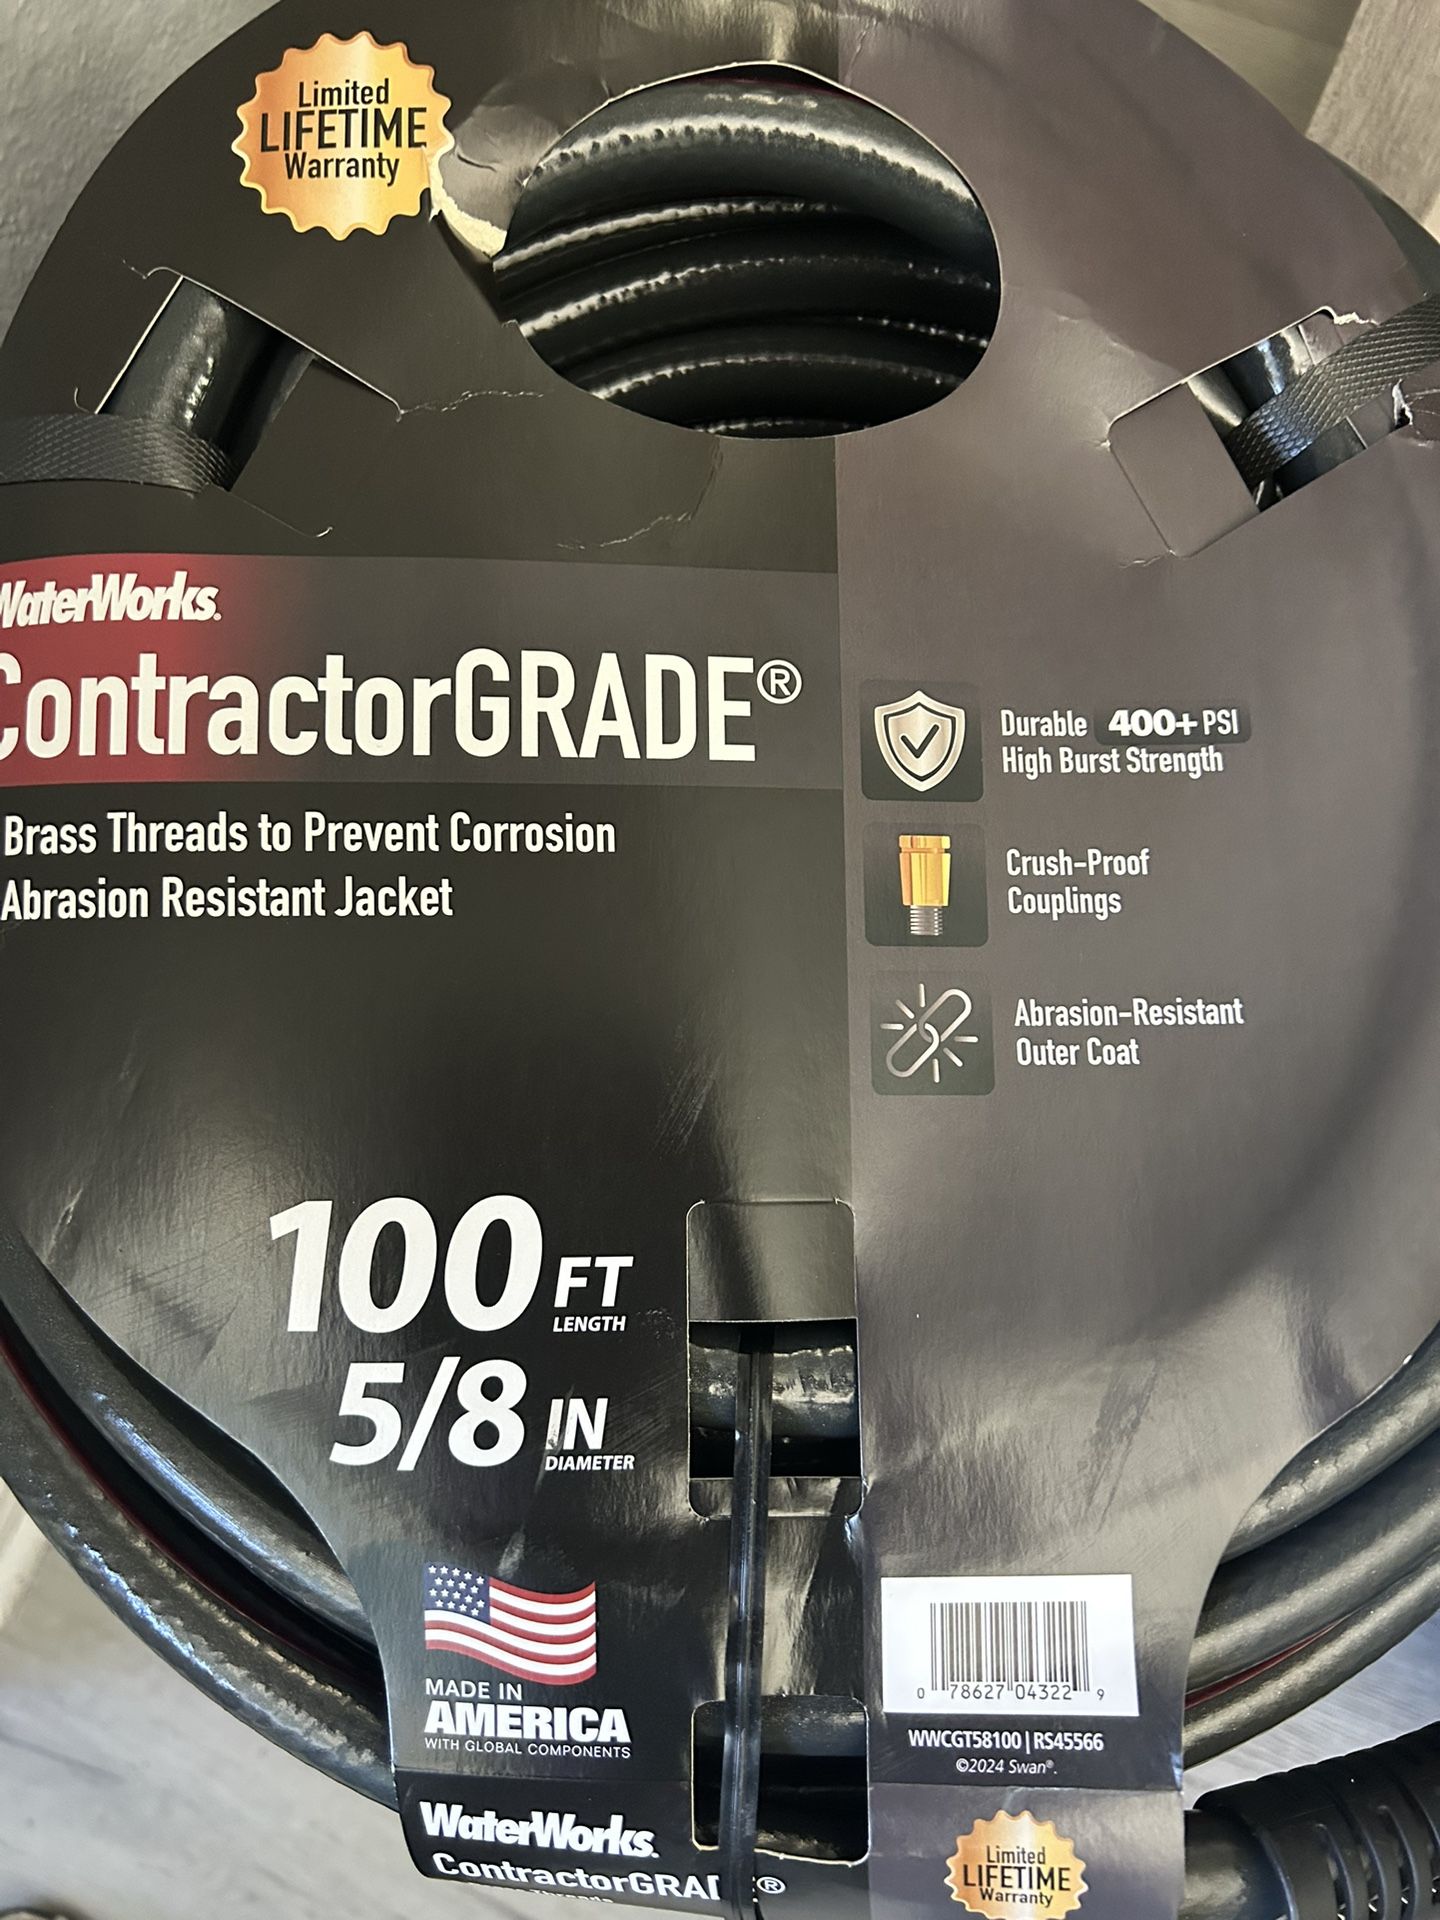 Limited
LIFETIME
Warranty
WaterWorks.
ContractorGRADE®
Brass Threads to Prevent Corrosion
Abrasion Resistant Jacket
Durable 400+ PSI
High Burst Strength
Crush-Proof
Couplings
Abrasion-Resistant
Outer Coat
100 FT
LENGTH
5/8 IN
DIAMETER
MADE IN
AMERICA
WITH GLOBAL COMPONENTS
0 78627 04322 9
WWCGT58100 | RS45566
©2024 Swan®.
WaterWorks.
ContractorGRAD ®
Limited
LIFETIME
Warranty